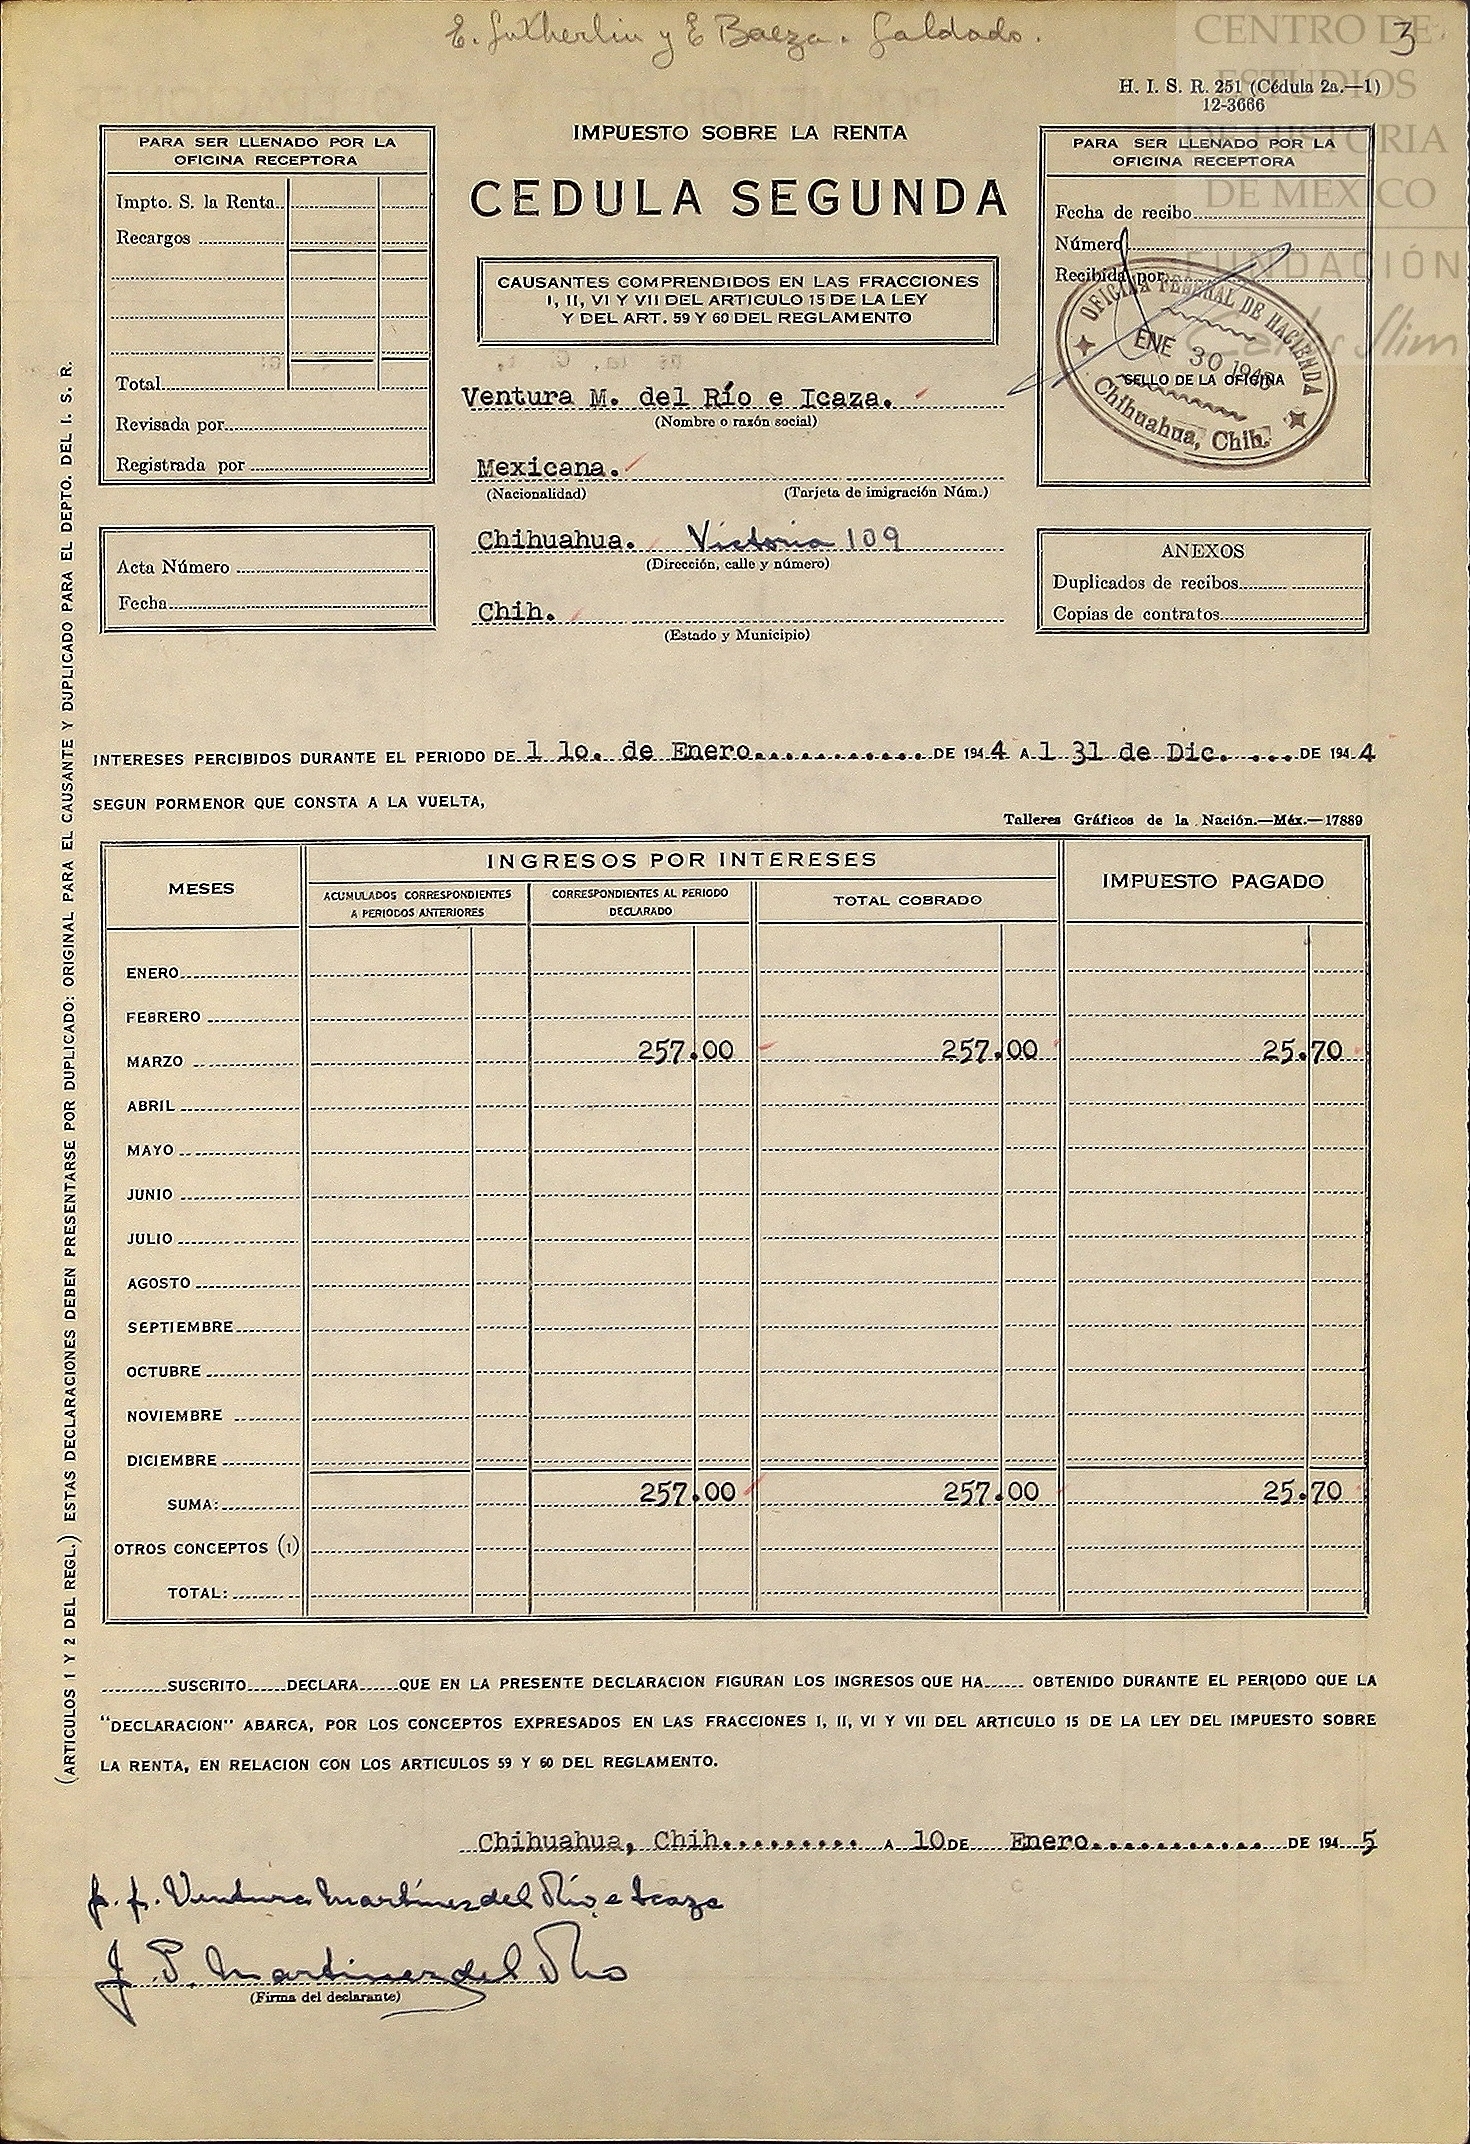 E. Sutherlin y E Baeza. Saldado.
3
CENTRO DE
ESTUDIOS
DE HISTORIA
DE MEXICO
FUNDACIÓN
Carlos Slim
H. I. S. R. 251 (Cédula 2a.—1)
12-3666
PARA SER LLENADO POR LA
OFICINA RECEPTORA
Impto. S. la Renta
Recargos
Total
Revisada por
Registrada por
Acta Número
Fecha
IMPUESTO SOBRE LA RENTA
CEDULA SEGUNDA
CAUSANTES COMPRENDIDOS EN LAS FRACCIONES
I, II, VI Y VII DEL ARTICULO 15 DE LA LEY
Y DEL ART. 59 Y 60 DEL REGLAMENTO
Ventura M. del Río e Icaza.
(Nombre o razón social)
Mexicana.
(Nacionalidad) (Tarjeta de imigración Núm.)
Chihuahua. Victoria 109
(Dirección, calle y número)
Chih.
(Estado y Municipio)
PARA SER LLENADO POR LA
OFICINA RECEPTORA
Fecha de recibo
Número
Recibida por
OFICINA FEDERAL DE HACIENDA
ENE 30 194
SELLO DE LA OFICINA
Chihuahua, Chih.
ANEXOS
Duplicados de recibos
Copias de contratos
(ARTICULOS 1 Y 2 DEL REGL.) ESTAS DECLARACIONES DEBEN PRESENTARSE POR DUPLICADO: ORIGINAL PARA EL CAUSANTE Y DUPLICADO PARA EL DEPTO. DEL I. S. R.
INTERESES PERCIBIDOS DURANTE EL PERIODO DE l 1o. de Enero............ DE 1944 A l 31 de Dic. .... DE 1944
SEGUN PORMENOR QUE CONSTA A LA VUELTA,
Talleres Gráficos de la Nación.—Méx.—17889
MESES INGRESOS POR INTERESES IMPUESTO PAGADO
ACUMULADOS CORRESPONDIENTES A PERIODOS ANTERIORES CORRESPONDIENTES AL PERIODO DECLARADO TOTAL COBRADO
ENERO
FEBRERO
MARZO 257.00 257.00 25.70
ABRIL
MAYO
JUNIO
JULIO
AGOSTO
SEPTIEMBRE
OCTUBRE
NOVIEMBRE
DICIEMBRE
SUMA: 257.00 257.00 25.70
OTROS CONCEPTOS (1)
TOTAL:
SUSCRITO DECLARA QUE EN LA PRESENTE DECLARACION FIGURAN LOS INGRESOS QUE HA OBTENIDO DURANTE EL PERIODO QUE LA
"DECLARACION" ABARCA, POR LOS CONCEPTOS EXPRESADOS EN LAS FRACCIONES I, II, VI Y VII DEL ARTICULO 15 DE LA LEY DEL IMPUESTO SOBRE
LA RENTA, EN RELACION CON LOS ARTICULOS 59 Y 60 DEL REGLAMENTO.
Chihuahua, Chih......... A 10 DE Enero............ DE 1945
p. p. Ventura Martínez del Río e Icaza
J. P. Martinez del Rio
(Firma del declarante)